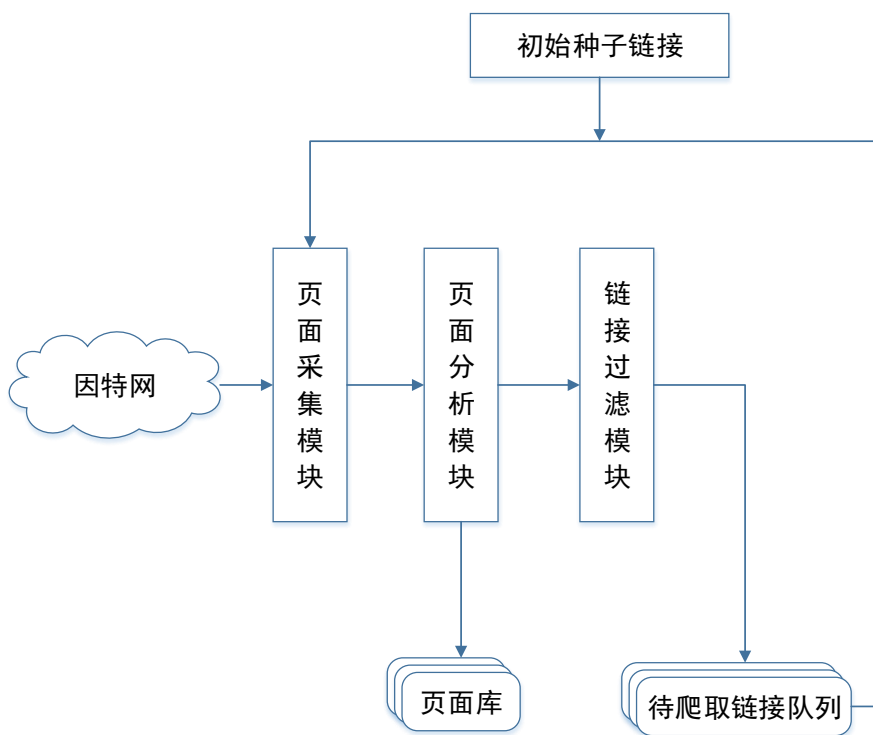 初始种子链接
因特网
页面采集模块
页面分析模块
链接过滤模块
页面库
待爬取链接队列